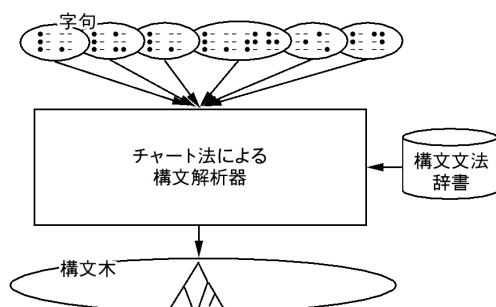 字句
チャート法による
構文解析器
構文文法
辞書
構文木